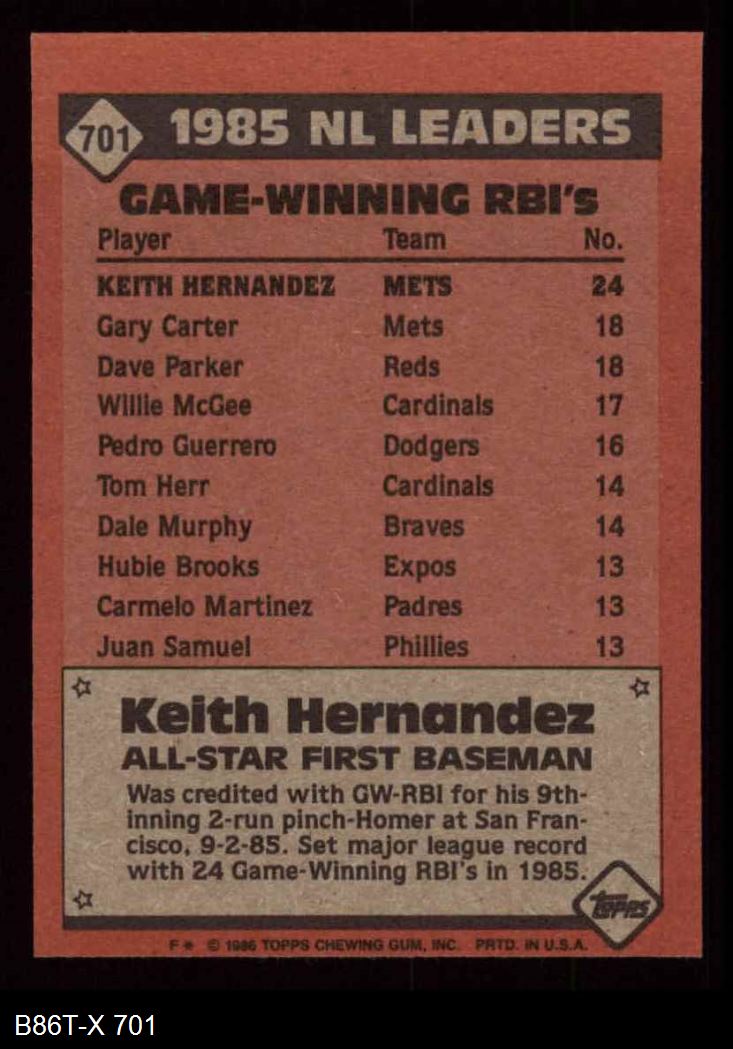 701 1985 NL LEADERS
GAME-WINNING RBI's
Player Team No.
KEITH HERNANDEZ METS 24
Gary Carter Mets 18
Dave Parker Reds 18
Willie McGee Cardinals 17
Pedro Guerrero Dodgers 16
Tom Herr Cardinals 14
Dale Murphy Braves 14
Hubie Brooks Expos 13
Carmelo Martinez Padres 13
Juan Samuel Phillies 13
Keith Hernandez
ALL-STAR FIRST BASEMAN
Was credited with GW-RBI for his 9th-
inning 2-run pinch-Homer at San Fran-
cisco, 9-2-85. Set major league record
with 24 Game-Winning RBI's in 1985.
TOPPS
F* © 1986 TOPPS CHEWING GUM, INC. PRTD. IN U.S.A.
B86T-X 701